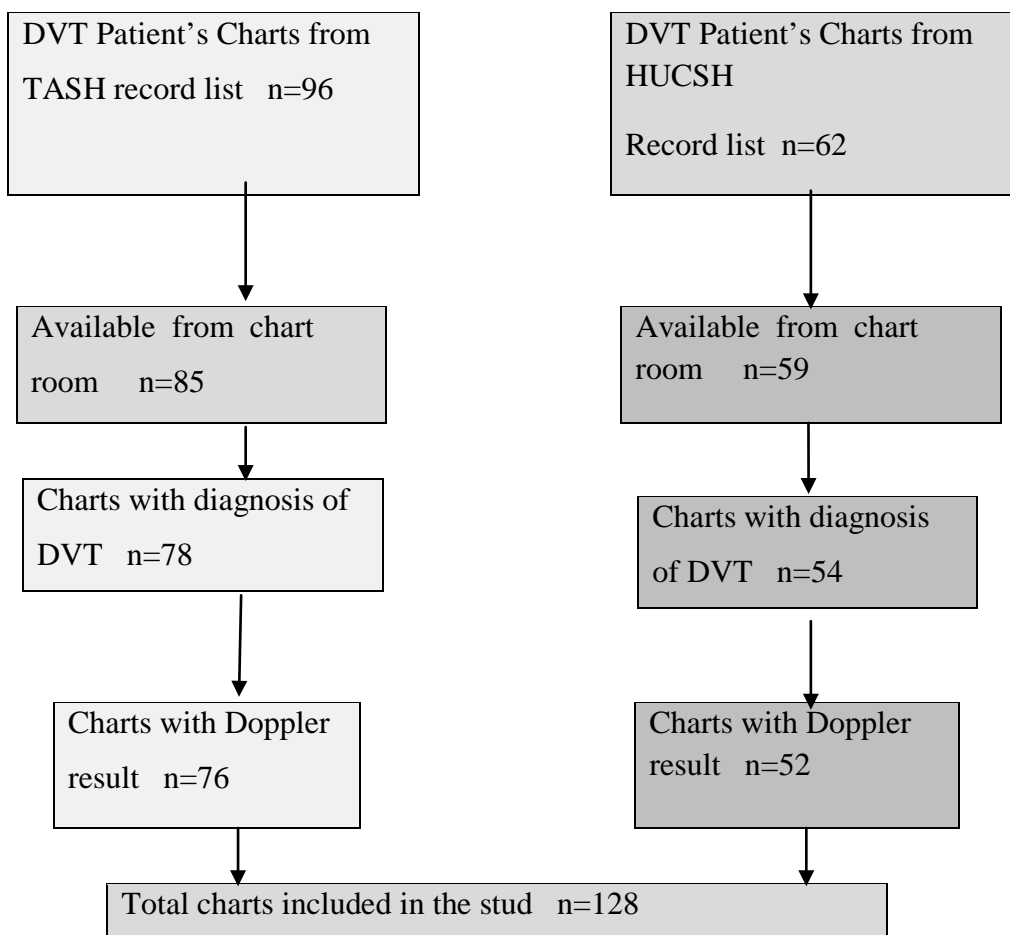 DVT Patient’s Charts from
TASH record list n=96
DVT Patient’s Charts from
HUCSH
Record list n=62
Available from chart
room n=85
Available from chart
room n=59
Charts with diagnosis of
DVT n=78
Charts with diagnosis
of DVT n=54
Charts with Doppler
result n=76
Charts with Doppler
result n=52
Total charts included in the stud n=128